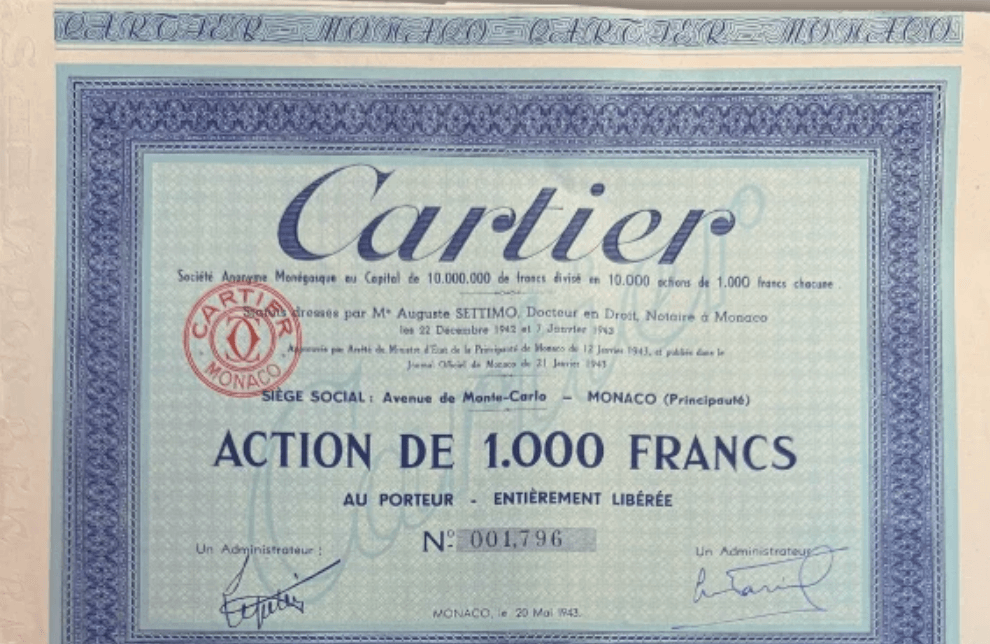 CARTIER — MONACO — CARTIER — MONACO
Cartier
Société Anonyme Monégasque au Capital de 10.000.000 de francs divisé en 10.000 actions de 1.000 francs chacune
Statuts dressés par Me Auguste SETTIMO, Docteur en Droit, Notaire à Monaco
les 22 Décembre 1942 et 7 Janvier 1943
Approuvés par Arrêté du Ministre d'État de la Principauté de Monaco du 12 Janvier 1943, et publiés dans le
Journal Officiel de Monaco du 21 Janvier 1943
CARTIER
MONACO
SIÈGE SOCIAL : Avenue de Monte-Carlo — MONACO (Principauté)
ACTION DE 1.000 FRANCS
AU PORTEUR - ENTIÈREMENT LIBÉRÉE
Nº 001,796
Un Administrateur :
Un Administrateur
MONACO, le 20 Mai 1943.